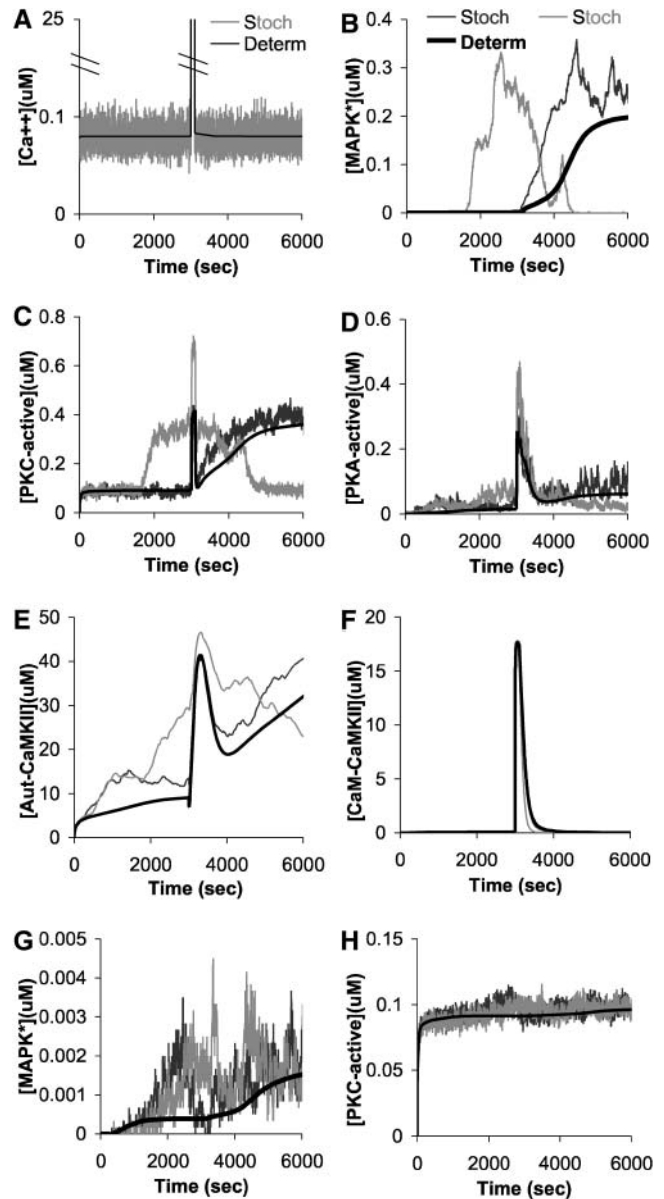 A
[Ca++](uM)
25
0.1
0
Stoch
Determ
0 2000 4000 6000
Time (sec)
B
[MAPK*](uM)
0.4
0.3
0.2
0.1
0
Stoch Stoch
Determ
0 2000 4000 6000
Time (sec)
C
[PKC-active](uM)
0.8
0.6
0.4
0.2
0
0 2000 4000 6000
Time (sec)
D
[PKA-active](uM)
0.6
0.4
0.2
0
0 2000 4000 6000
Time (sec)
E
[Aut-CaMKII](uM)
50
40
30
20
10
0
0 2000 4000 6000
Time (sec)
F
[CaM-CaMKII](uM)
20
15
10
5
0
0 2000 4000 6000
Time (sec)
G
[MAPK*](uM)
0.005
0.004
0.003
0.002
0.001
0
0 2000 4000 6000
Time (sec)
H
[PKC-active](uM)
0.15
0.1
0.05
0
0 2000 4000 6000
Time (sec)